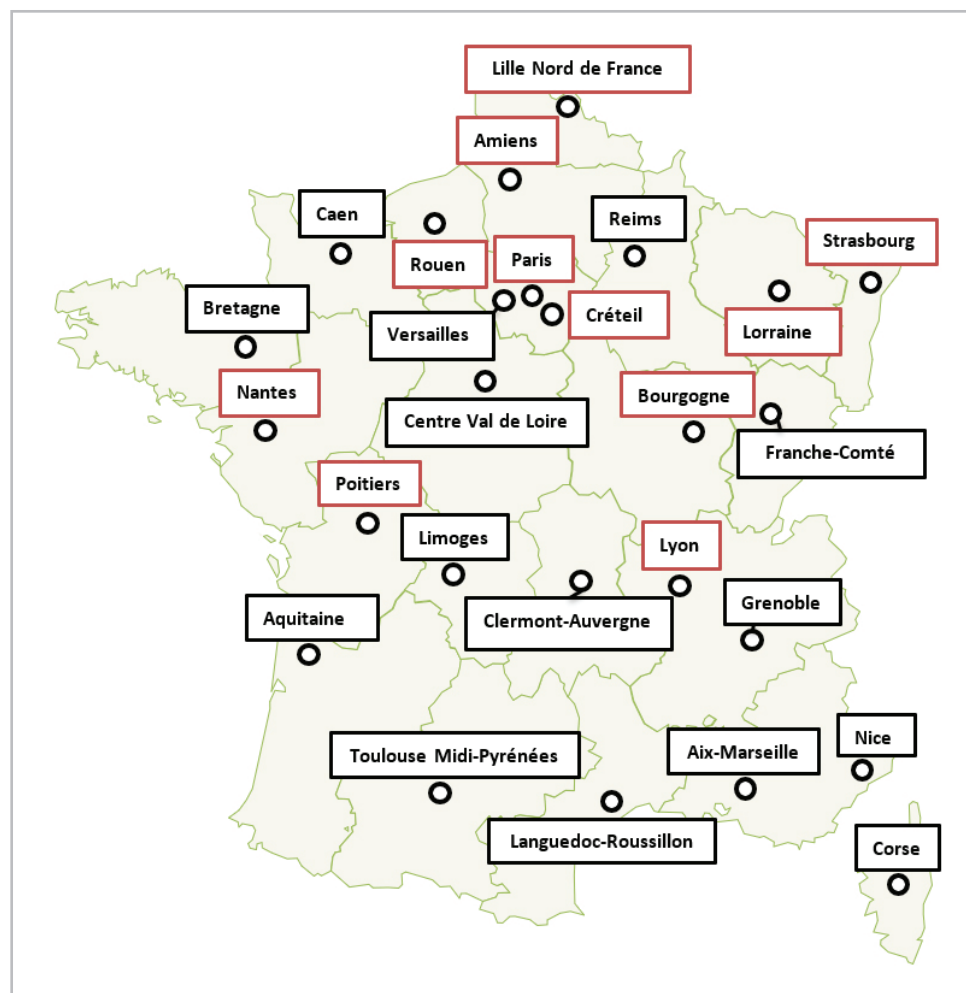 Lille Nord de France
Amiens
Caen
Reims
Strasbourg
Rouen
Paris
Bretagne
Versailles
Créteil
Lorraine
Nantes
Bourgogne
Centre Val de Loire
Franche-Comté
Poitiers
Limoges
Lyon
Aquitaine
Clermont-Auvergne
Grenoble
Toulouse Midi-Pyrénées
Aix-Marseille
Nice
Languedoc-Roussillon
Corse